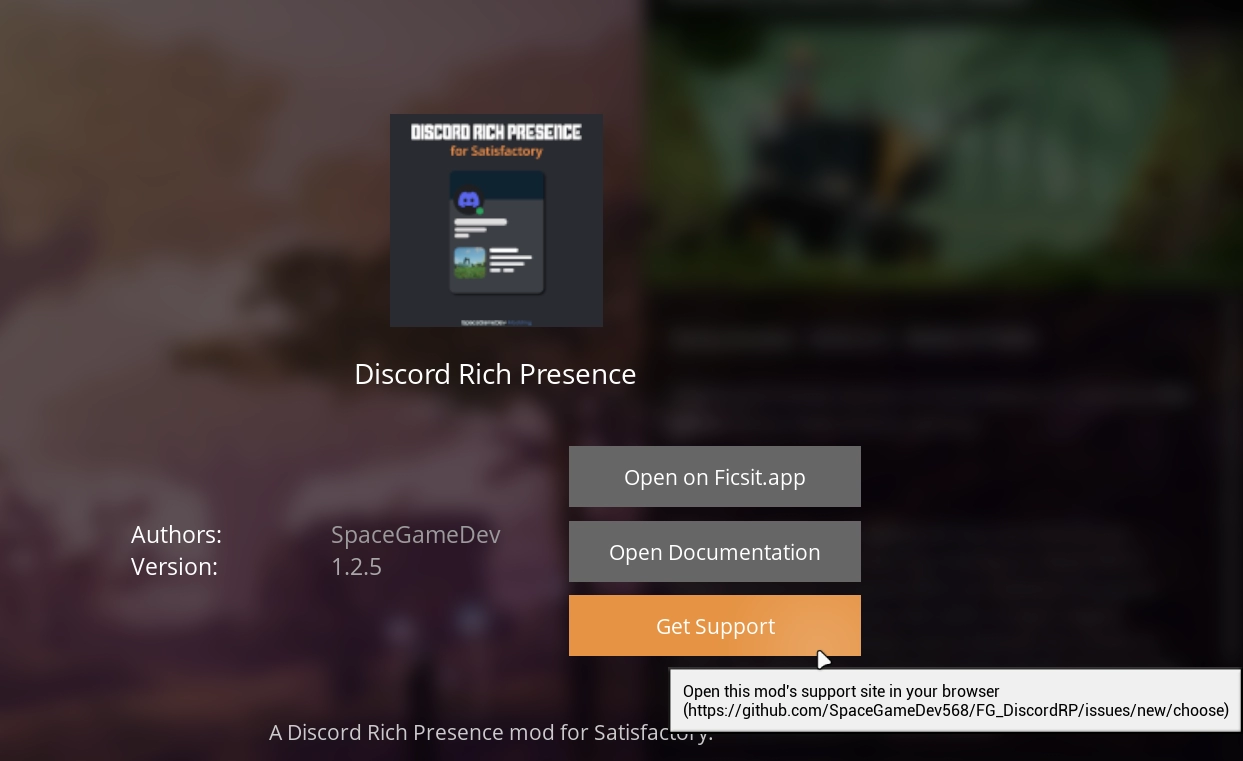 DISCORD RICH PRESENCE
for Satisfactory
SpaceGameDev Modding
Discord Rich Presence
Open on Ficsit.app
Authors: SpaceGameDev
Open Documentation
Version: 1.2.5
Get Support
Open this mod's support site in your browser
(https://github.com/SpaceGameDev568/FG_DiscordRP/issues/new/choose)
A Discord Rich Presence mod for Satisfactory.